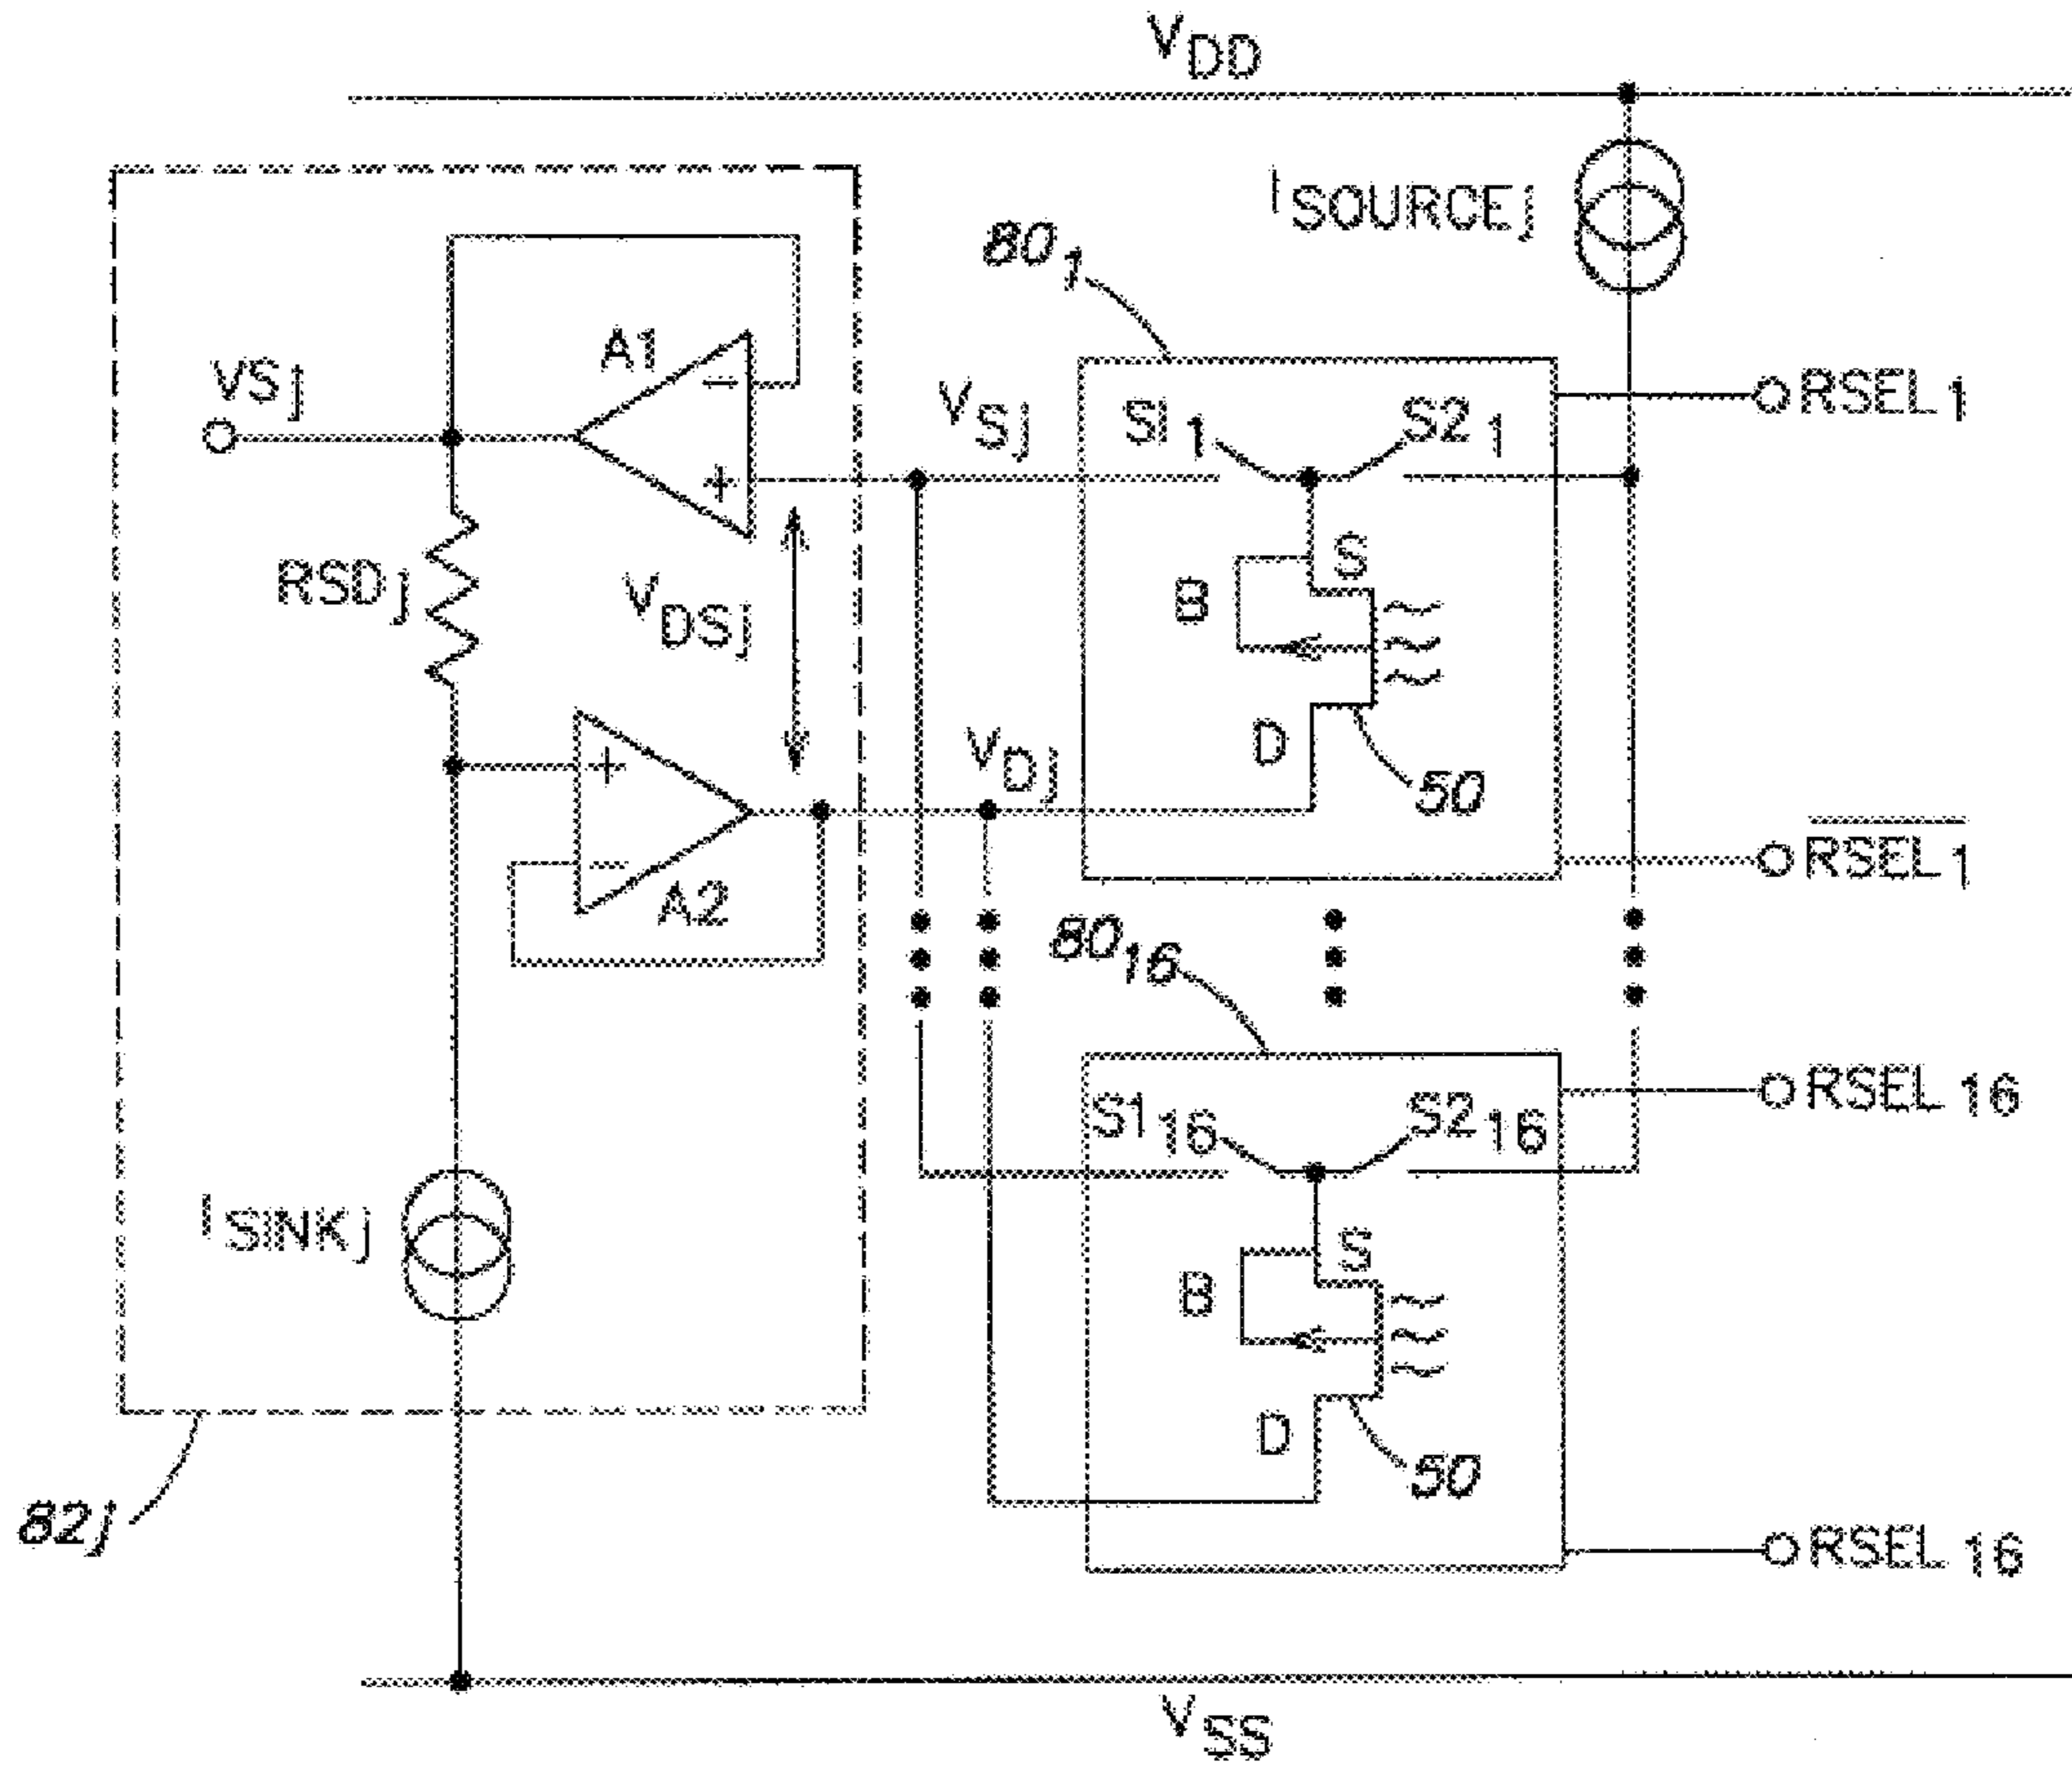 VDD
ISOURCEj
801
A1
VSj
VSj
SI1
S21
RSEL1
−
+
S
B
RSDj
VDSj
D
VDj
50
+
−
A2
RSEL1
8016
S116
S216
RSEL16
ISINKj
S
B
D
50
82j
RSEL16
VSS